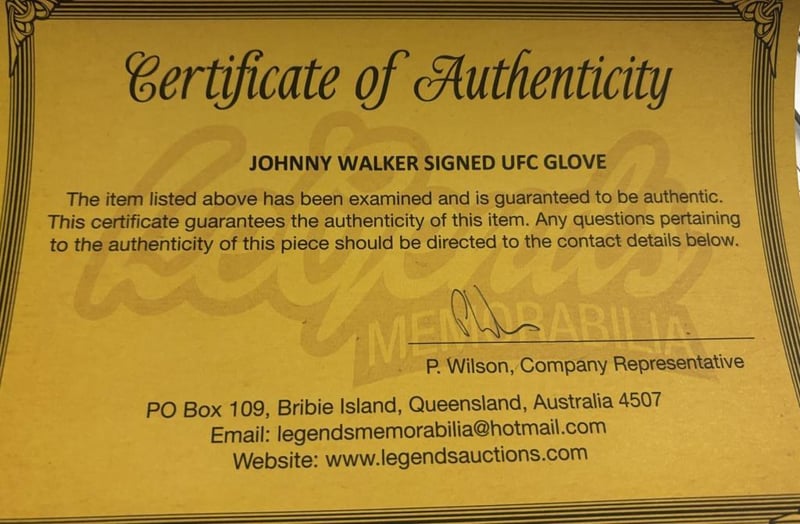 Certificate of Authenticity
JOHNNY WALKER SIGNED UFC GLOVE
The item listed above has been examined and is guaranteed to be authentic.
This certificate guarantees the authenticity of this item. Any questions pertaining
to the authenticity of this piece should be directed to the contact details below.
Legends
MEMORABILIA
P. Wilson, Company Representative
PO Box 109, Bribie Island, Queensland, Australia 4507
Email: legendsmemorabilia@hotmail.com
Website: www.legendsauctions.com